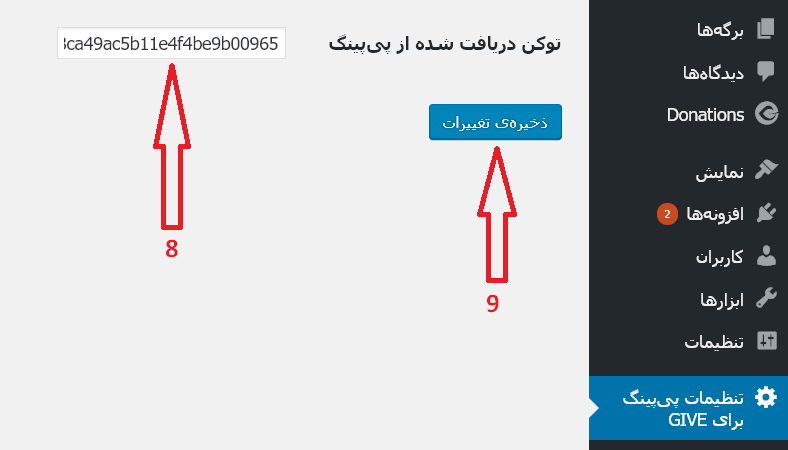 توکن دریافت شده از پی‌پینگ
3ca49ac5b11e4f4be9b00965
ذخیره‌ی تغییرات
8
9
برگه‌ها
دیدگاه‌ها
Donations
نمایش
افزونه‌ها 2
کاربران
ابزارها
تنظیمات
تنظیمات پی‌پینگ
برای GIVE